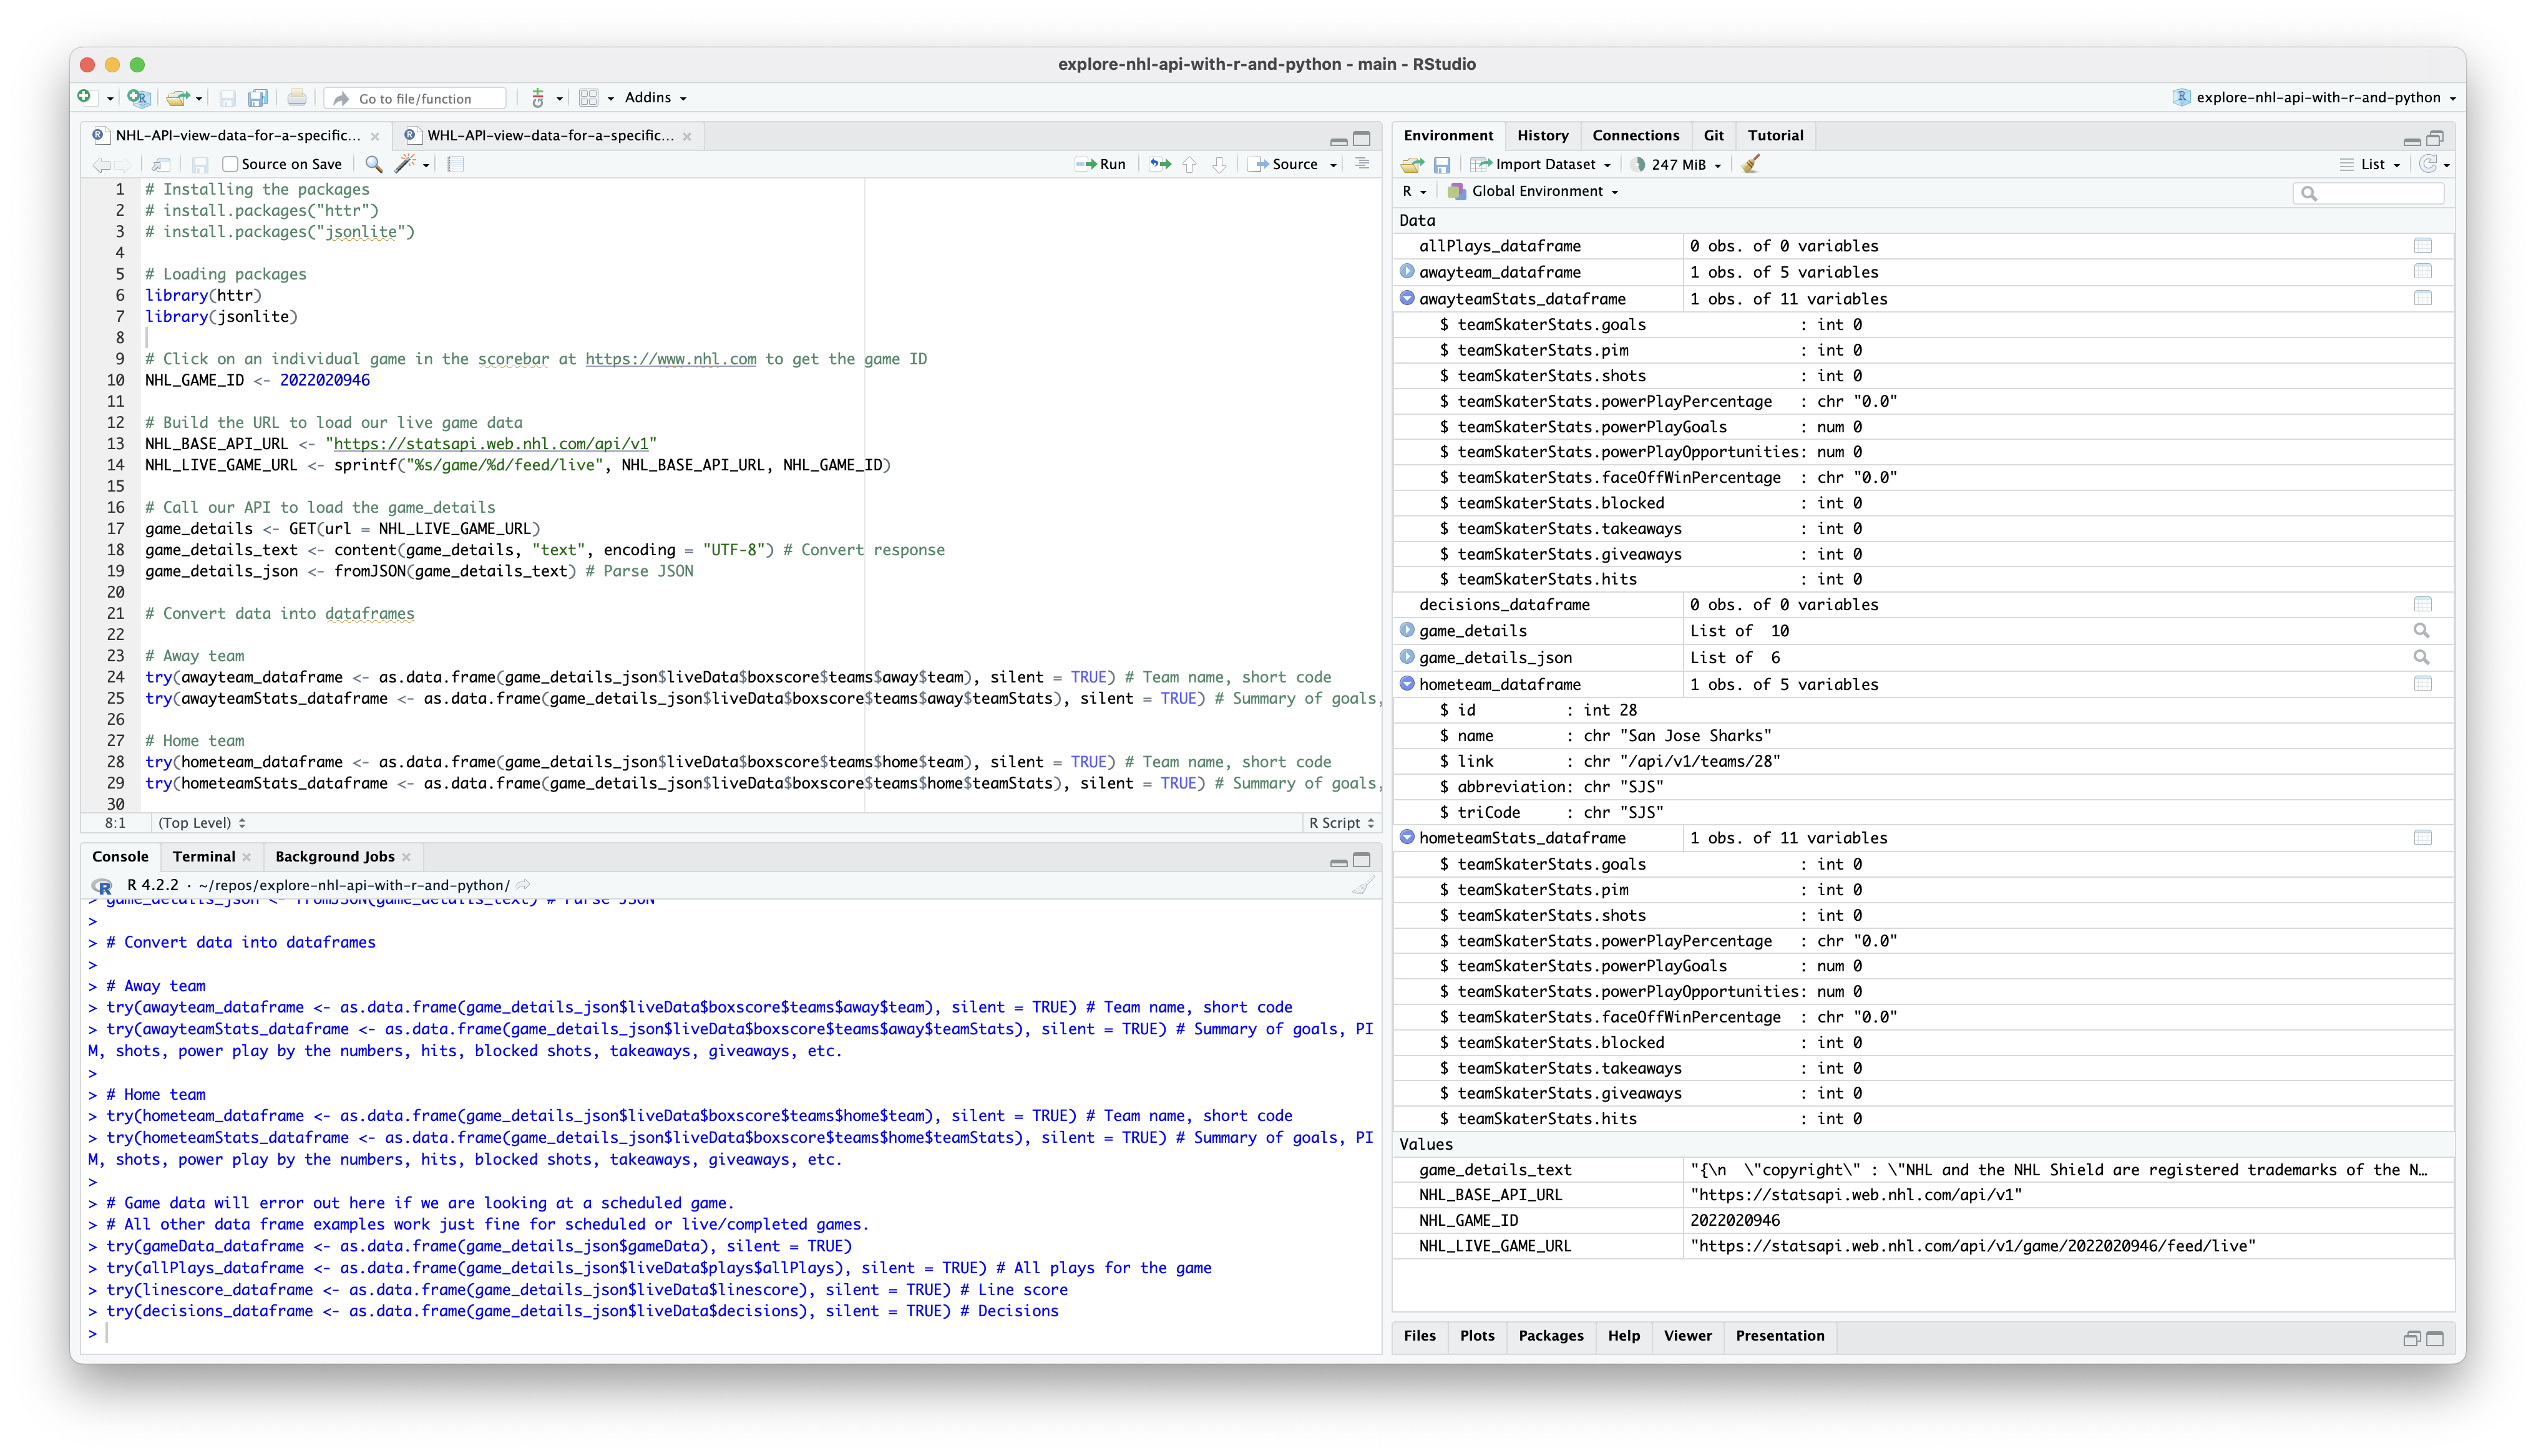 explore-nhl-api-with-r-and-python - main - RStudio
Go to file/function
Addins
explore-nhl-api-with-r-and-python
NHL-API-view-data-for-a-specific...
WHL-API-view-data-for-a-specific...
Source on Save
Run
Source
1 # Installing the packages
2 # install.packages("httr")
3 # install.packages("jsonlite")
4
5 # Loading packages
6 library(httr)
7 library(jsonlite)
8
9 # Click on an individual game in the scorebar at https://www.nhl.com to get the game ID
10 NHL_GAME_ID <- 2022020946
11
12 # Build the URL to load our live game data
13 NHL_BASE_API_URL <- "https://statsapi.web.nhl.com/api/v1"
14 NHL_LIVE_GAME_URL <- sprintf("%s/game/%d/feed/live", NHL_BASE_API_URL, NHL_GAME_ID)
15
16 # Call our API to load the game_details
17 game_details <- GET(url = NHL_LIVE_GAME_URL)
18 game_details_text <- content(game_details, "text", encoding = "UTF-8") # Convert response
19 game_details_json <- fromJSON(game_details_text) # Parse JSON
20
21 # Convert data into dataframes
22
23 # Away team
24 try(awayteam_dataframe <- as.data.frame(game_details_json$liveData$boxscore$teams$away$team), silent = TRUE) # Team name, short code
25 try(awayteamStats_dataframe <- as.data.frame(game_details_json$liveData$boxscore$teams$away$teamStats), silent = TRUE) # Summary of goals,
26
27 # Home team
28 try(hometeam_dataframe <- as.data.frame(game_details_json$liveData$boxscore$teams$home$team), silent = TRUE) # Team name, short code
29 try(hometeamStats_dataframe <- as.data.frame(game_details_json$liveData$boxscore$teams$home$teamStats), silent = TRUE) # Summary of goals,
30
8:1 (Top Level) R Script
Console Terminal Background Jobs
R 4.2.2 · ~/repos/explore-nhl-api-with-r-and-python/
> game_details_json <- fromJSON(game_details_text) # Parse JSON
>
> # Convert data into dataframes
>
> # Away team
> try(awayteam_dataframe <- as.data.frame(game_details_json$liveData$boxscore$teams$away$team), silent = TRUE) # Team name, short code
> try(awayteamStats_dataframe <- as.data.frame(game_details_json$liveData$boxscore$teams$away$teamStats), silent = TRUE) # Summary of goals, PI
M, shots, power play by the numbers, hits, blocked shots, takeaways, giveaways, etc.
>
> # Home team
> try(hometeam_dataframe <- as.data.frame(game_details_json$liveData$boxscore$teams$home$team), silent = TRUE) # Team name, short code
> try(hometeamStats_dataframe <- as.data.frame(game_details_json$liveData$boxscore$teams$home$teamStats), silent = TRUE) # Summary of goals, PI
M, shots, power play by the numbers, hits, blocked shots, takeaways, giveaways, etc.
>
> # Game data will error out here if we are looking at a scheduled game.
> # All other data frame examples work just fine for scheduled or live/completed games.
> try(gameData_dataframe <- as.data.frame(game_details_json$gameData), silent = TRUE)
> try(allPlays_dataframe <- as.data.frame(game_details_json$liveData$plays$allPlays), silent = TRUE) # All plays for the game
> try(linescore_dataframe <- as.data.frame(game_details_json$liveData$linescore), silent = TRUE) # Line score
> try(decisions_dataframe <- as.data.frame(game_details_json$liveData$decisions), silent = TRUE) # Decisions
>
Environment History Connections Git Tutorial
Import Dataset 247 MiB List
R Global Environment
Data
allPlays_dataframe 0 obs. of 0 variables
awayteam_dataframe 1 obs. of 5 variables
awayteamStats_dataframe 1 obs. of 11 variables
$ teamSkaterStats.goals : int 0
$ teamSkaterStats.pim : int 0
$ teamSkaterStats.shots : int 0
$ teamSkaterStats.powerPlayPercentage : chr "0.0"
$ teamSkaterStats.powerPlayGoals : num 0
$ teamSkaterStats.powerPlayOpportunities: num 0
$ teamSkaterStats.faceOffWinPercentage : chr "0.0"
$ teamSkaterStats.blocked : int 0
$ teamSkaterStats.takeaways : int 0
$ teamSkaterStats.giveaways : int 0
$ teamSkaterStats.hits : int 0
decisions_dataframe 0 obs. of 0 variables
game_details List of 10
game_details_json List of 6
hometeam_dataframe 1 obs. of 5 variables
$ id : int 28
$ name : chr "San Jose Sharks"
$ link : chr "/api/v1/teams/28"
$ abbreviation: chr "SJS"
$ triCode : chr "SJS"
hometeamStats_dataframe 1 obs. of 11 variables
$ teamSkaterStats.goals : int 0
$ teamSkaterStats.pim : int 0
$ teamSkaterStats.shots : int 0
$ teamSkaterStats.powerPlayPercentage : chr "0.0"
$ teamSkaterStats.powerPlayGoals : num 0
$ teamSkaterStats.powerPlayOpportunities: num 0
$ teamSkaterStats.faceOffWinPercentage : chr "0.0"
$ teamSkaterStats.blocked : int 0
$ teamSkaterStats.takeaways : int 0
$ teamSkaterStats.giveaways : int 0
$ teamSkaterStats.hits : int 0
Values
game_details_text "{\n \"copyright\" : \"NHL and the NHL Shield are registered trademarks of the N…
NHL_BASE_API_URL "https://statsapi.web.nhl.com/api/v1"
NHL_GAME_ID 2022020946
NHL_LIVE_GAME_URL "https://statsapi.web.nhl.com/api/v1/game/2022020946/feed/live"
Files Plots Packages Help Viewer Presentation